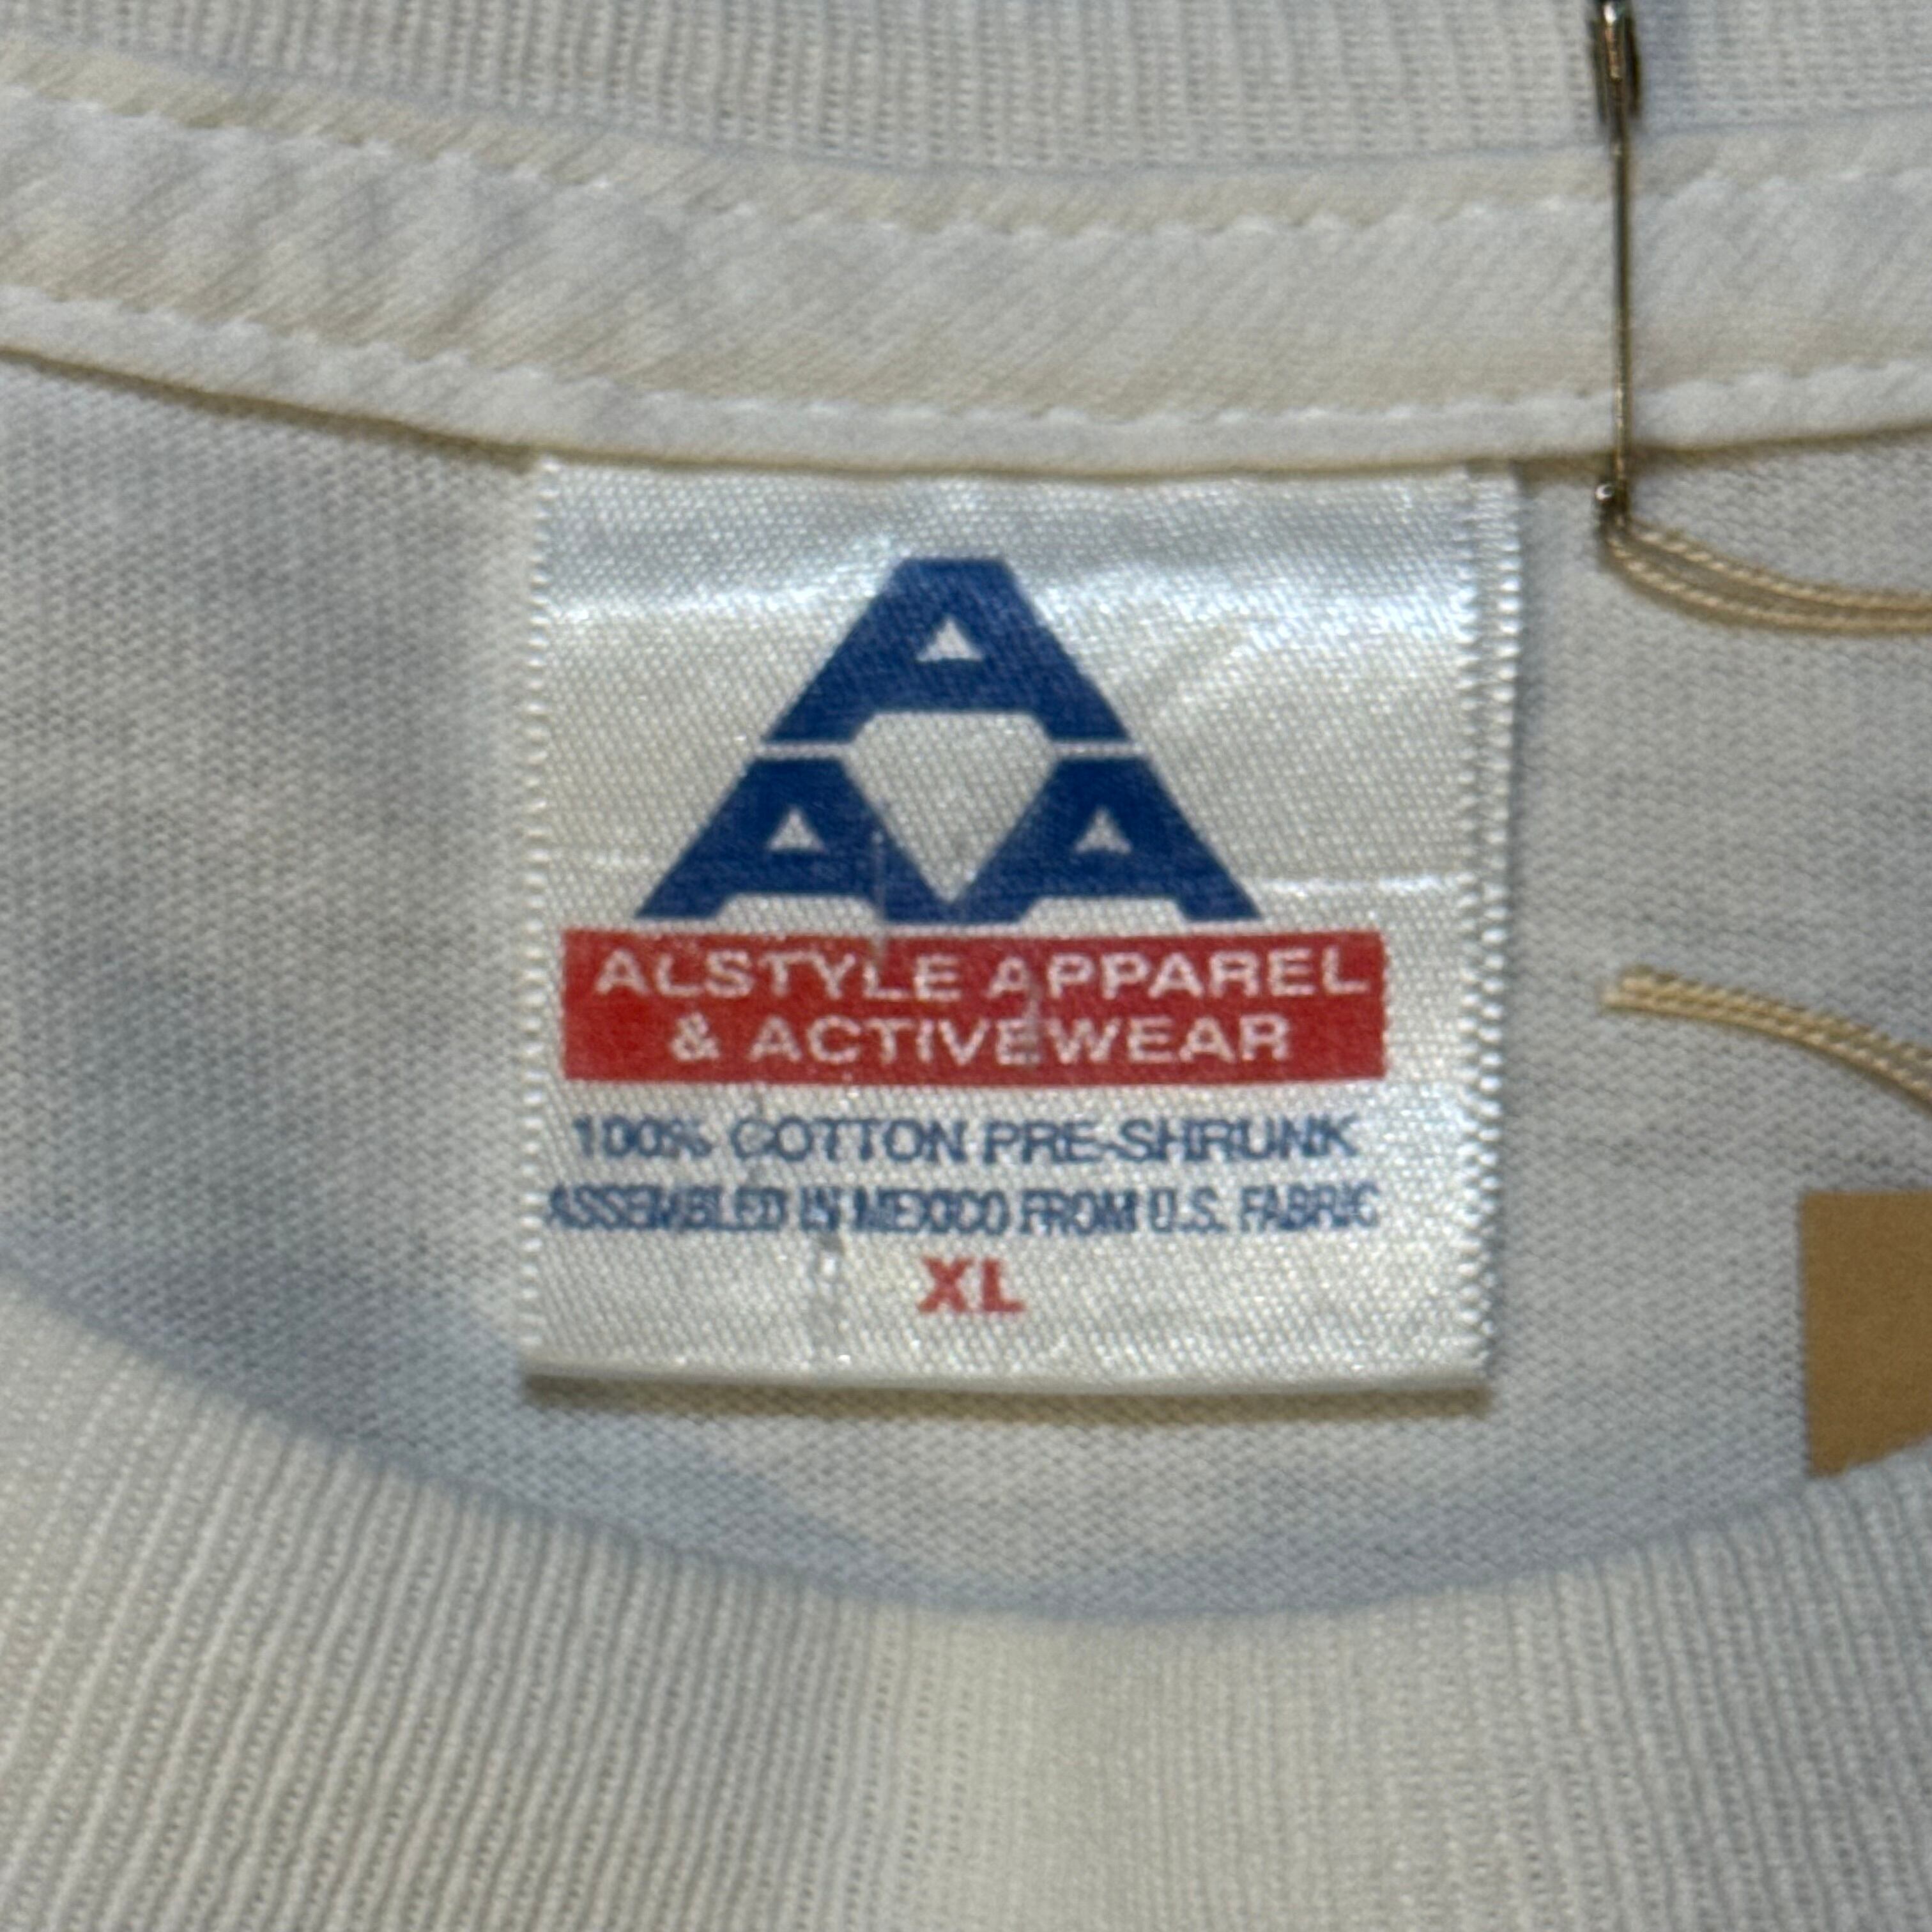 A
A A
ALSTYLE APPAREL
& ACTIVEWEAR
100% COTTON PRE-SHRUNK
ASSEMBLED IN MEXICO FROM U.S. FABRIC
XL